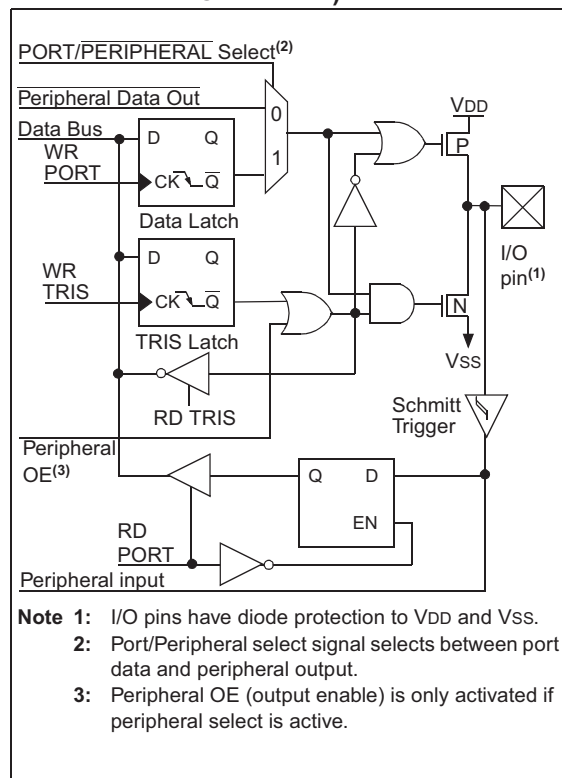 PORT/PERIPHERAL Select(2)
Peripheral Data Out
Data Bus
WR
PORT
D Q
CK Q
Data Latch
0
1
VDD
P
I/O
pin(1)
WR
TRIS
D Q
CK Q
TRIS Latch
N
VSS
RD TRIS
Schmitt
Trigger
Peripheral
OE(3)
Q D
EN
RD
PORT
Peripheral input
Note 1: I/O pins have diode protection to VDD and VSS.
2: Port/Peripheral select signal selects between port
data and peripheral output.
3: Peripheral OE (output enable) is only activated if
peripheral select is active.